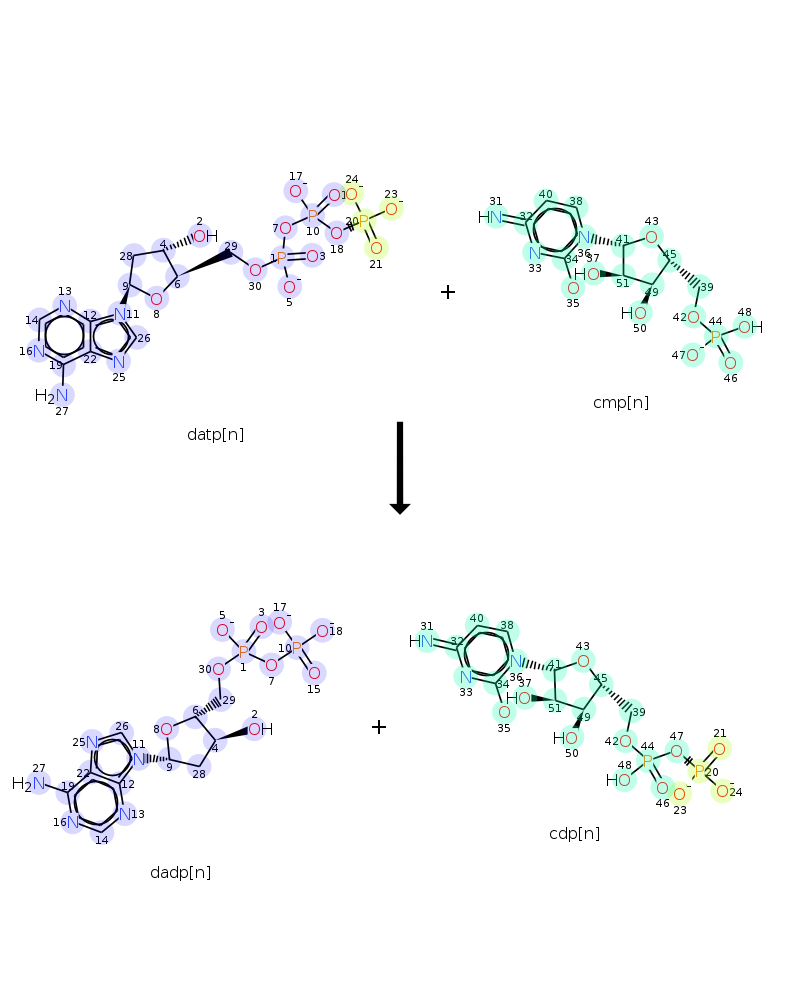 17 O⁻ O1 24 O⁻ 23 O⁻
2 OH 7 O P 10 O 18 20 P O 21
31 HN 32 40 38 N 36 41 O 43
28 4 29 1 P O 3 N 33 34 O 35 HO 37 51 49 45 39
13 N 9 O 8 6 O 30 O⁻ 5 +
14 12 N 11 HO 50 42 O 44 P OH 48
16 N 19 22 26 N 25 47 O⁻ O 46
H₂N 27
cmp[n]
datp[n]
5 O⁻ 3 O 17 O⁻ O⁻ 18
30 O P 1 O 7 10 P O 15
31 HN 32 40 38 N 36 41 O 43
29 6 2 OH N 33 34 O 35 HO 37 51 49 45 39
8 O 4 +
25 N 26 11 N 9 28 HO 50 42 O 44 P 47 O 21 O
27 H₂N 19 22 12 48 HO O 46 P 20 O⁻ 24
16 N N 13 O⁻ 23
14
cdp[n]
dadp[n]